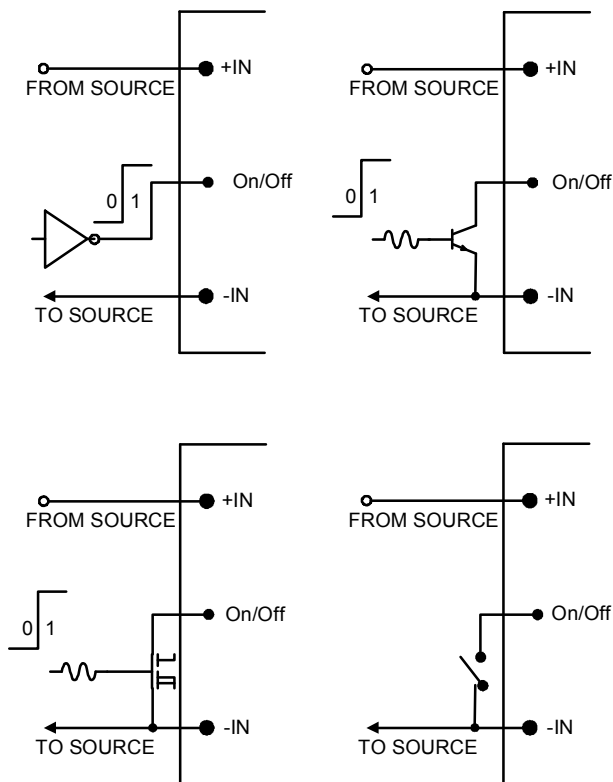 +IN
FROM SOURCE
On/Off
0 1
-IN
TO SOURCE
+IN
FROM SOURCE
On/Off
0 1
-IN
TO SOURCE
+IN
FROM SOURCE
On/Off
0 1
-IN
TO SOURCE
+IN
FROM SOURCE
On/Off
-IN
TO SOURCE